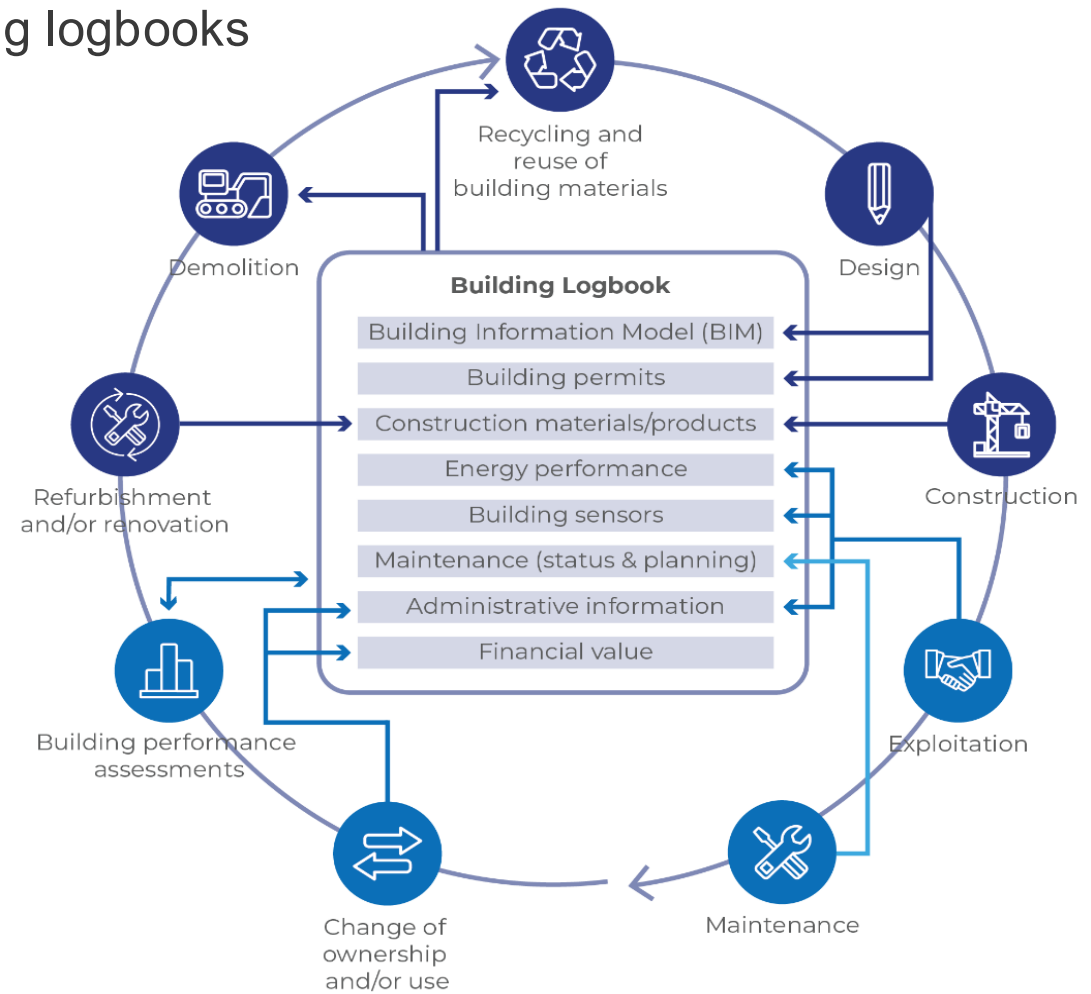 g logbooks
Recycling and
reuse of
building materials
Demolition
Design
Building Logbook
Building Information Model (BIM)
Building permits
Construction materials/products
Energy performance
Building sensors
Maintenance (status & planning)
Administrative information
Financial value
Refurbishment
and/or renovation
Construction
Building performance
assessments
Exploitation
Change of
ownership
and/or use
Maintenance